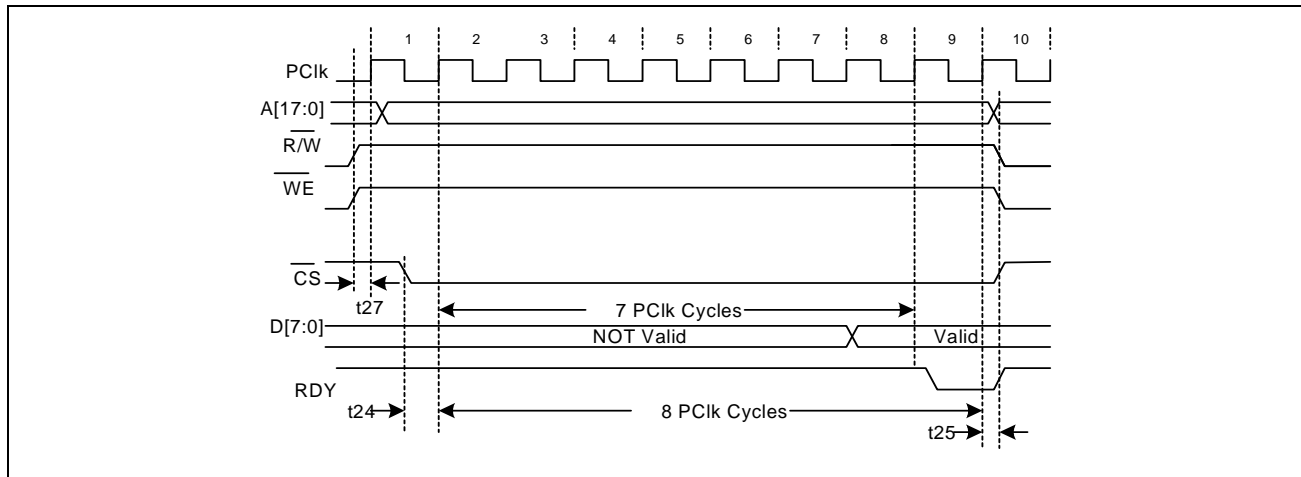 1 2 3 4 5 6 7 8 9 10
PClk
A[17:0]
R/W
WE
CS
t27
7 PClk Cycles
D[7:0]
NOT Valid
Valid
RDY
t24
8 PClk Cycles
t25